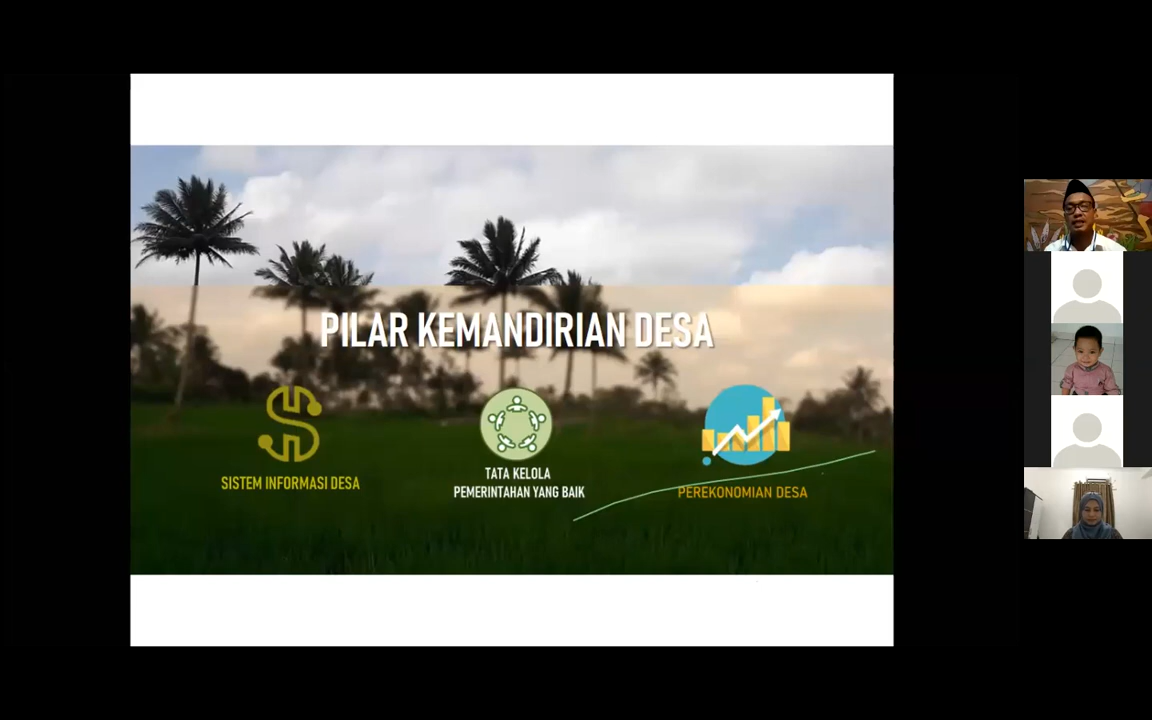 PILAR KEMANDIRIAN DESA
SISTEM INFORMASI DESA
TATA KELOLA
PEMERINTAHAN YANG BAIK
PEREKONOMIAN DESA